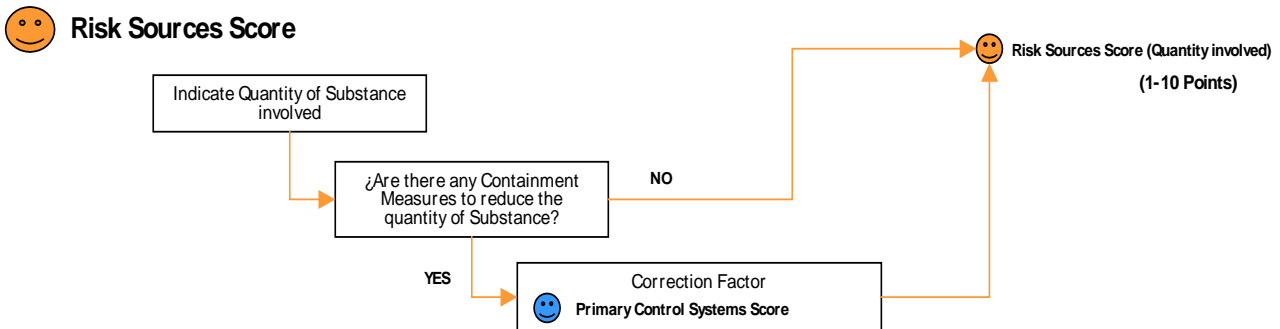 Risk Sources Score
Risk Sources Score (Quantity involved)
(1-10 Points)
Indicate Quantity of Substance
involved
¿Are there any Containment
Measures to reduce the
quantity of Substance?
NO
YES
Correction Factor
Primary Control Systems Score